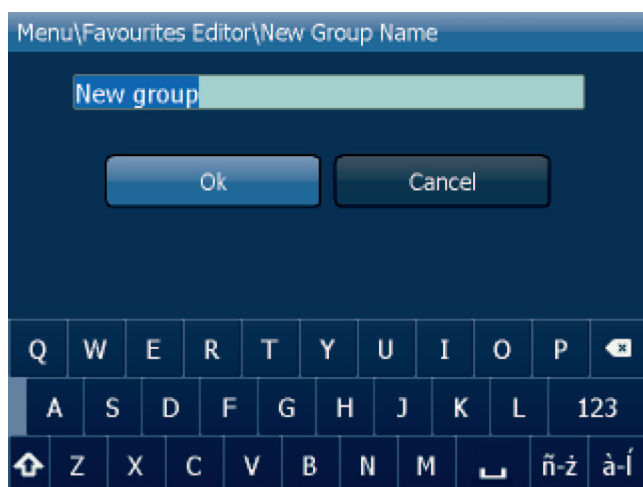 Menu\Favourites Editor\New Group Name
New group
Ok Cancel
Q W E R T Y U I O P
A S D F G H J K L 123
Z X C V B N M ñ-ż à-Í